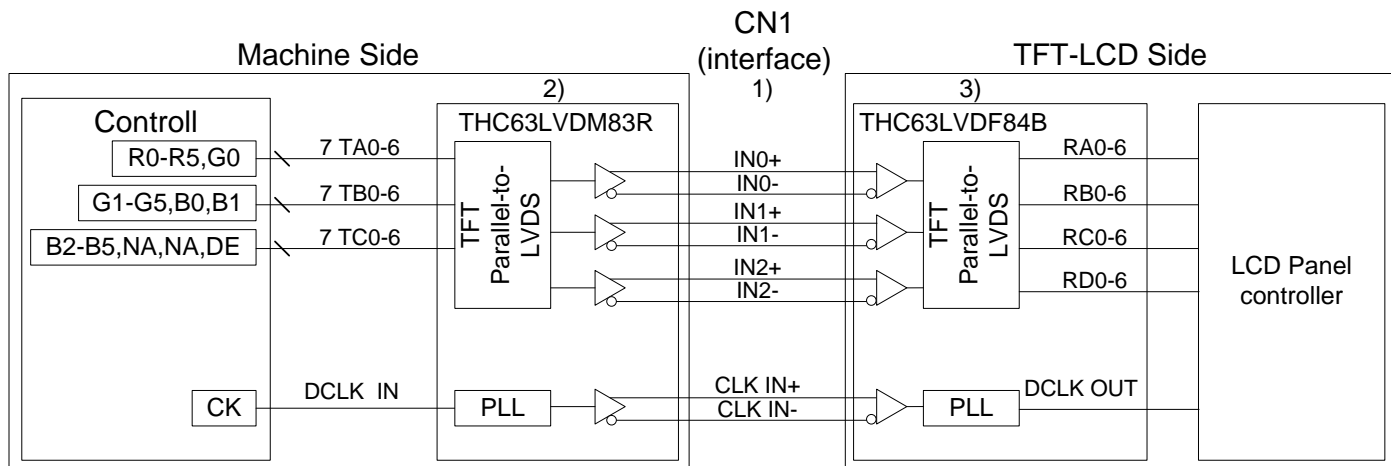 CN1
(interface)
1)
Machine Side
TFT-LCD Side
2)
3)
Controll
THC63LVDM83R
THC63LVDF84B
R0-R5,G0
7 TA0-6
G1-G5,B0,B1
7 TB0-6
B2-B5,NA,NA,DE
7 TC0-6
TFT
Parallel-to-
LVDS
IN0+
IN0-
IN1+
IN1-
IN2+
IN2-
TFT
Parallel-to-
LVDS
RA0-6
RB0-6
RC0-6
RD0-6
LCD Panel
controller
CK
DCLK IN
PLL
CLK IN+
CLK IN-
PLL
DCLK OUT